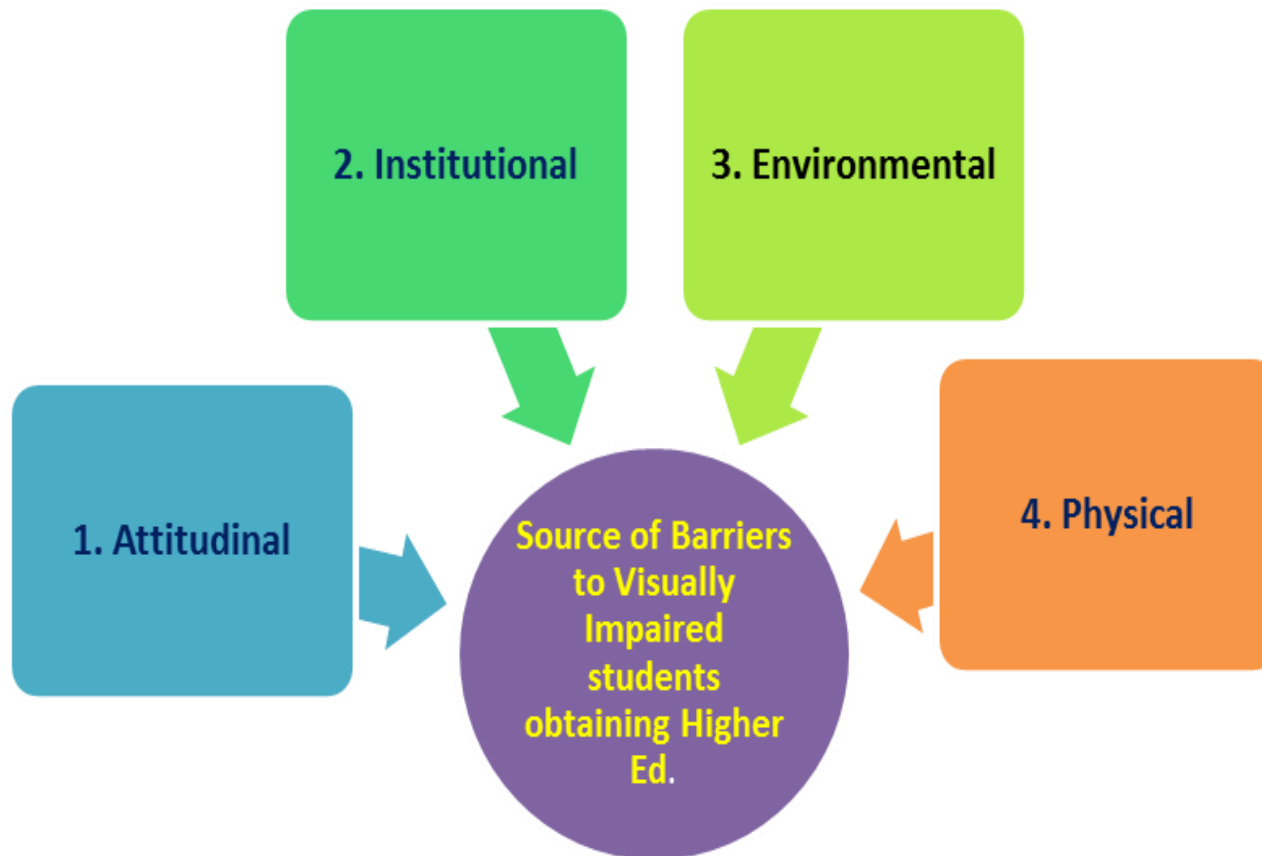 2. Institutional
3. Environmental
1. Attitudinal
4. Physical
Source of Barriers
to Visually
Impaired
students
obtaining Higher
Ed.